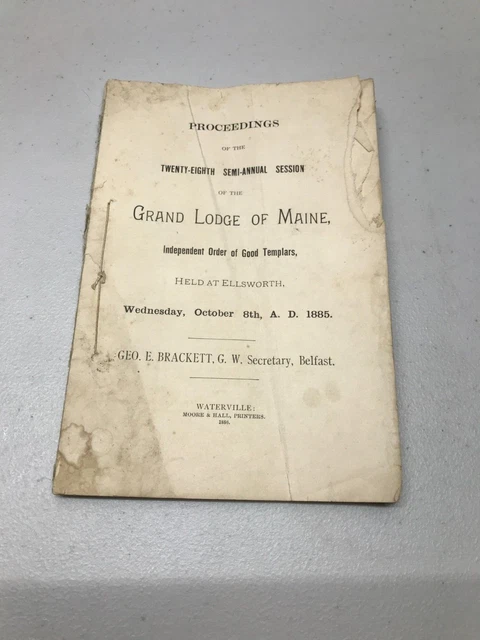 PROCEEDINGS
OF THE
TWENTY-EIGHTH SEMI-ANNUAL SESSION
OF THE
GRAND LODGE OF MAINE,
Independent Order of Good Templars,
HELD AT ELLSWORTH,
Wednesday, October 8th, A. D. 1885.
GEO. E. BRACKETT, G. W. Secretary, Belfast.
WATERVILLE:
MOORE & HALL, PRINTERS.